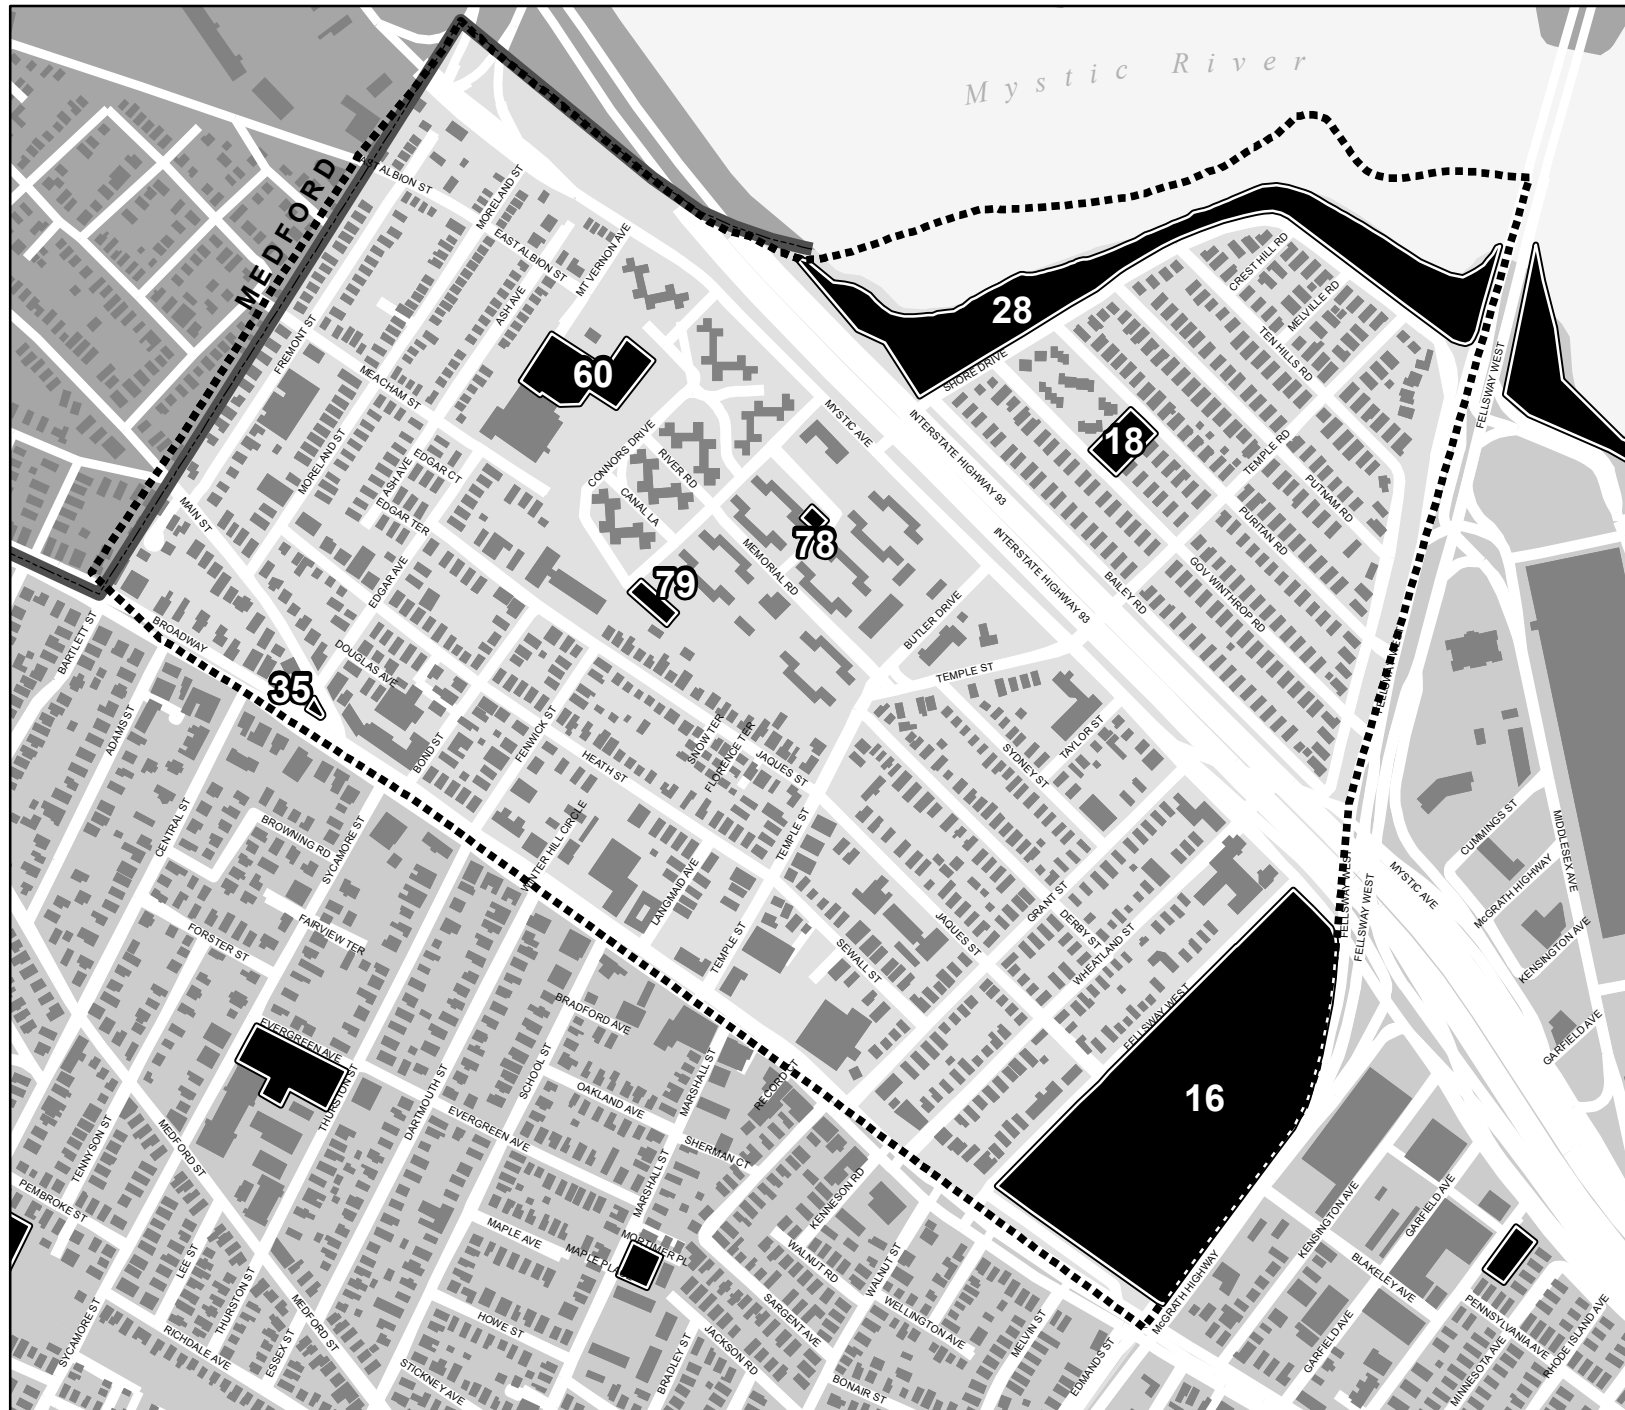 Mystic River
MEDFORD
EAST ALBION ST
MORELAND ST
EAST ALBION ST
MT VERNON AVE
ASH AVE
FREMONT ST
MEACHAM ST
60
28
CREST HILL RD
MELVILLE RD
TEN HILLS RD
SHORE DRIVE
FELLSWAY WEST
MYSTIC AVE
INTERSTATE HIGHWAY 93
18
TEMPLE RD
PUTNAM RD
PURITAN RD
MORELAND ST
ASH AVE
EDGAR CT
EDGAR TER
CONNORS DRIVE
RIVER RD
CANAL LA
MAIN ST
78
MEMORIAL RD
INTERSTATE HIGHWAY 93
BAILEY RD
GOV WINTHROP RD
79
EDGAR AVE
BUTLER DRIVE
BARTLETT ST
BROADWAY
DOUGLAS AVE
TEMPLE ST
FELLSWAY WEST
35
ADAMS ST
BOND ST
FENWICK ST
HEATH ST
SNOW TER
FLORENCE TER
JAQUES ST
SYDNEY ST
TAYLOR ST
CENTRAL ST
BROWNING RD
SYCAMORE ST
WINTER HILL CIRCLE
TEMPLE ST
CUMMINGS ST
MIDDLESEX AVE
McGRATH HIGHWAY
MYSTIC AVE
FELLSWAY WEST
FELLSWAY WEST
LANGMAID AVE
TEMPLE ST
GRANT ST
DERBY ST
JAQUES ST
WHEATLAND ST
SEWALL ST
KENSINGTON AVE
FORSTER ST
FAIRVIEW TER
BRADFORD AVE
FELLSWAY WEST
GARFIELD AVE
EVERGREEN AVE
THURSTON ST
DARTMOUTH ST
SCHOOL ST
MARSHALL ST
RECORD CT
OAKLAND AVE
EVERGREEN AVE
SHERMAN CT
16
TENNYSON ST
MEDFORD ST
PEMBROKE ST
MARSHALL ST
KENNESON RD
MAPLE AVE
MAPLE PL
MORTIMER PL
WALNUT RD
WALNUT ST
KENSINGTON AVE
GARFIELD AVE
BLAKELEY AVE
McGRATH HIGHWAY
LEE ST
THURSTON ST
MEDFORD ST
SARGENT AVE
WELLINGTON AVE
MELVIN ST
EDMANDS ST
GARFIELD AVE
PENNSYLVANIA AVE
RHODE ISLAND AVE
MINNESOTA AVE
SYCAMORE ST
RICHDALE AVE
ESSEX ST
HOWE ST
STICKNEY AVE
BRADLEY ST
JACKSON RD
BONAIR ST